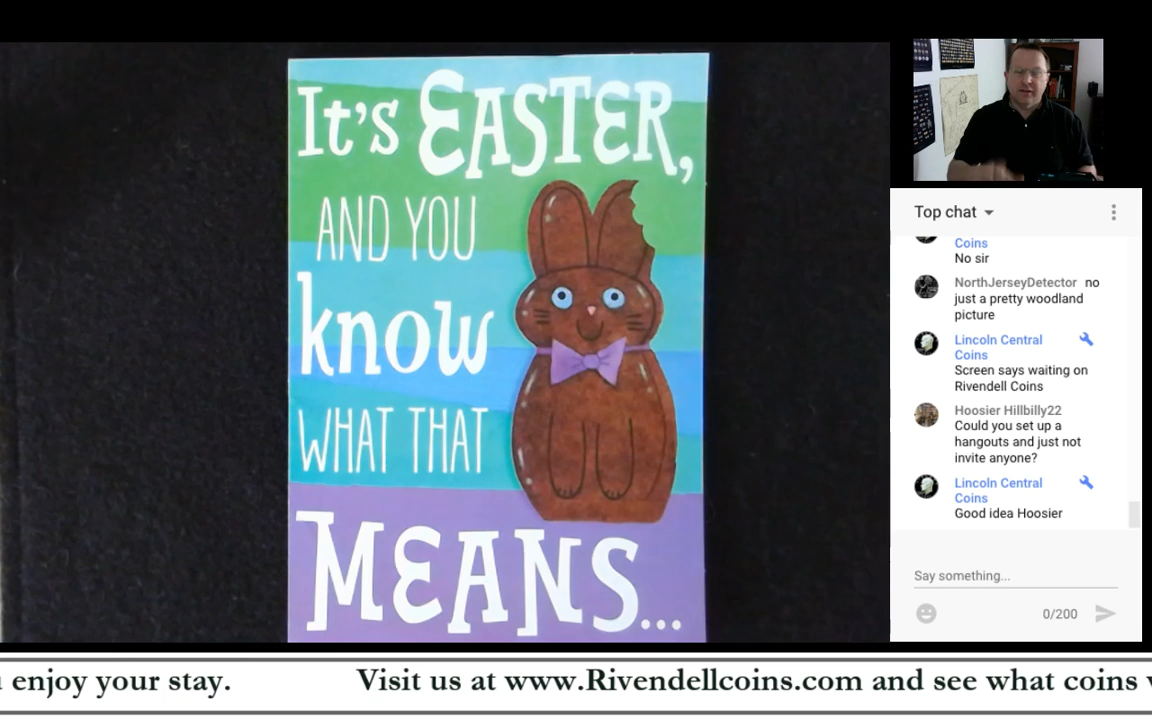 It's EASTER,
AND YOU
know
WHAT THAT
MEANS...
Top chat
Coins
No sir
NorthJerseyDetector no
just a pretty woodland
picture
Lincoln Central
Coins
Screen says waiting on
Rivendell Coins
Hoosier Hillbilly22
Could you set up a
hangouts and just not
invite anyone?
Lincoln Central
Coins
Good idea Hoosier
Say something...
0/200
enjoy your stay. Visit us at www.Rivendellcoins.com and see what coins